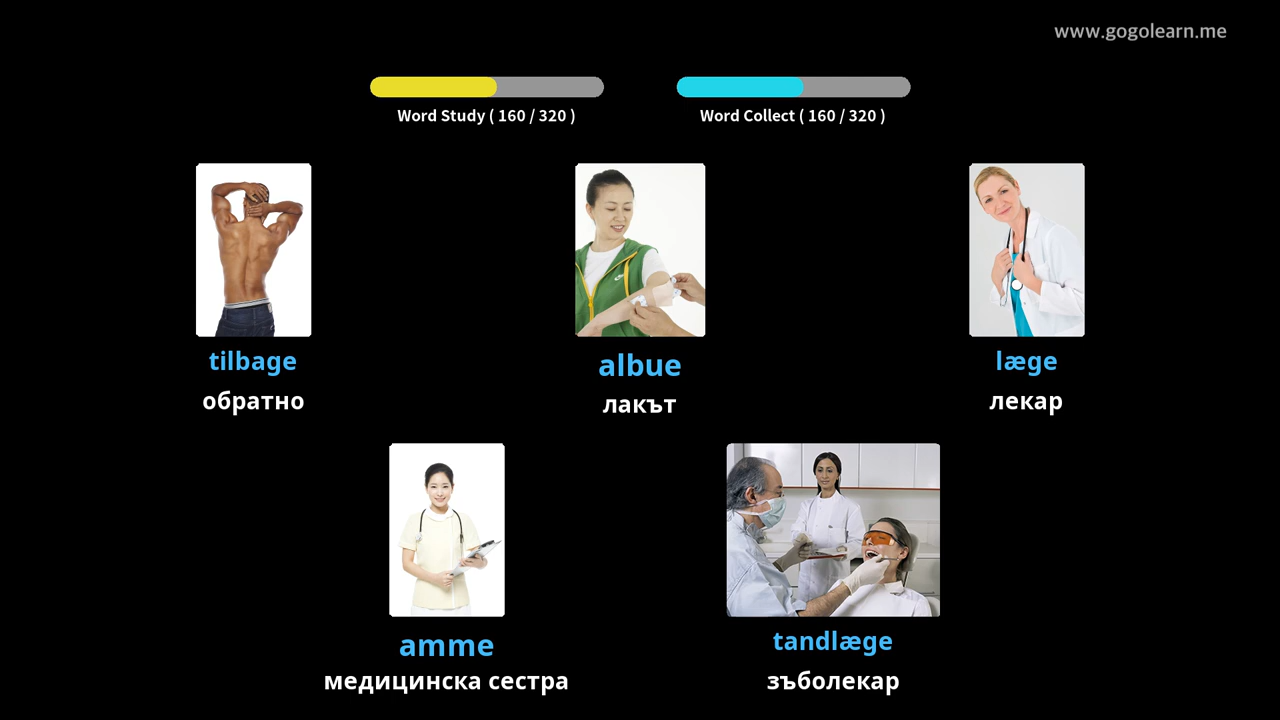 www.gogolearn.me
Word Study ( 160 / 320 )
Word Collect ( 160 / 320 )
tilbage
обратно
albue
лакът
læge
лекар
amme
медицинска сестра
tandlæge
зъболекар